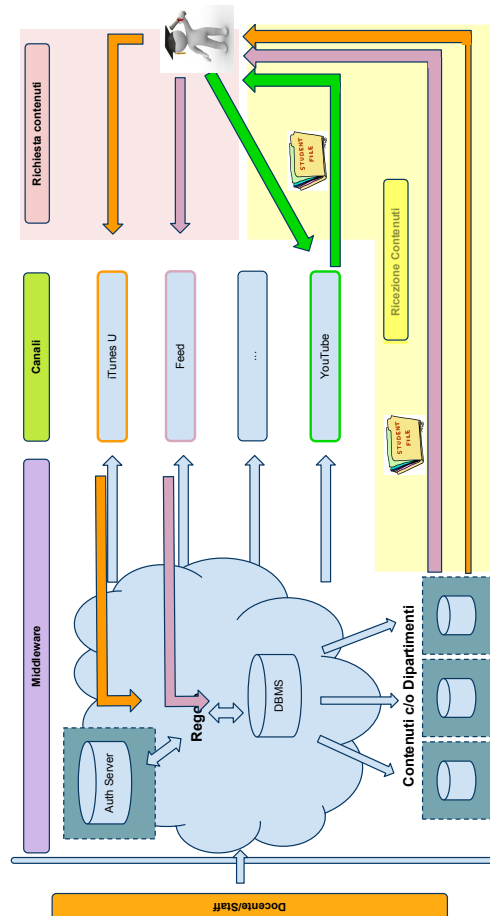 Docente/Staff
Middleware
Canali
Richiesta contenuti
Auth Server
iTunes U
Feed
DBMS
...
YouTube
STUDENT
FILE
Ricezione Contenuti
STUDENT
FILE
Contenuti c/o Dipartimenti